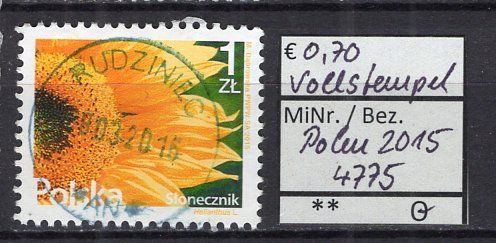 1
ZŁ
RUDZINIEC
Polska
Słonecznik
Helianthus L.
€ 0,70
Vollstempel
MiNr. / Bez.
Polen 2015
4775
**